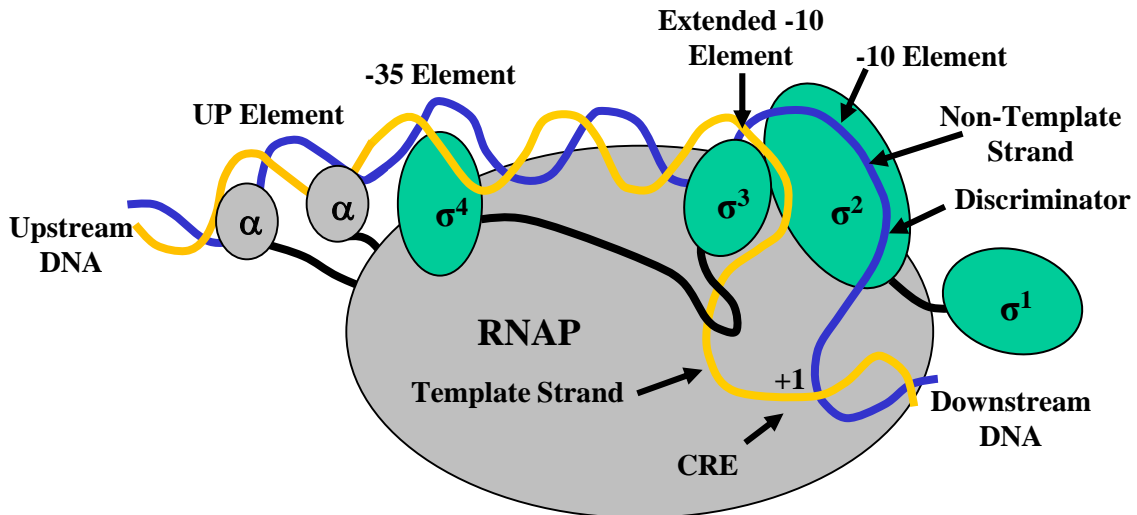 Extended -10
Element
-10 Element
-35 Element
UP Element
Non-Template
Strand
Discriminator
Upstream
DNA
α
α
σ⁴
σ³
σ²
σ¹
RNAP
Template Strand
+1
CRE
Downstream
DNA